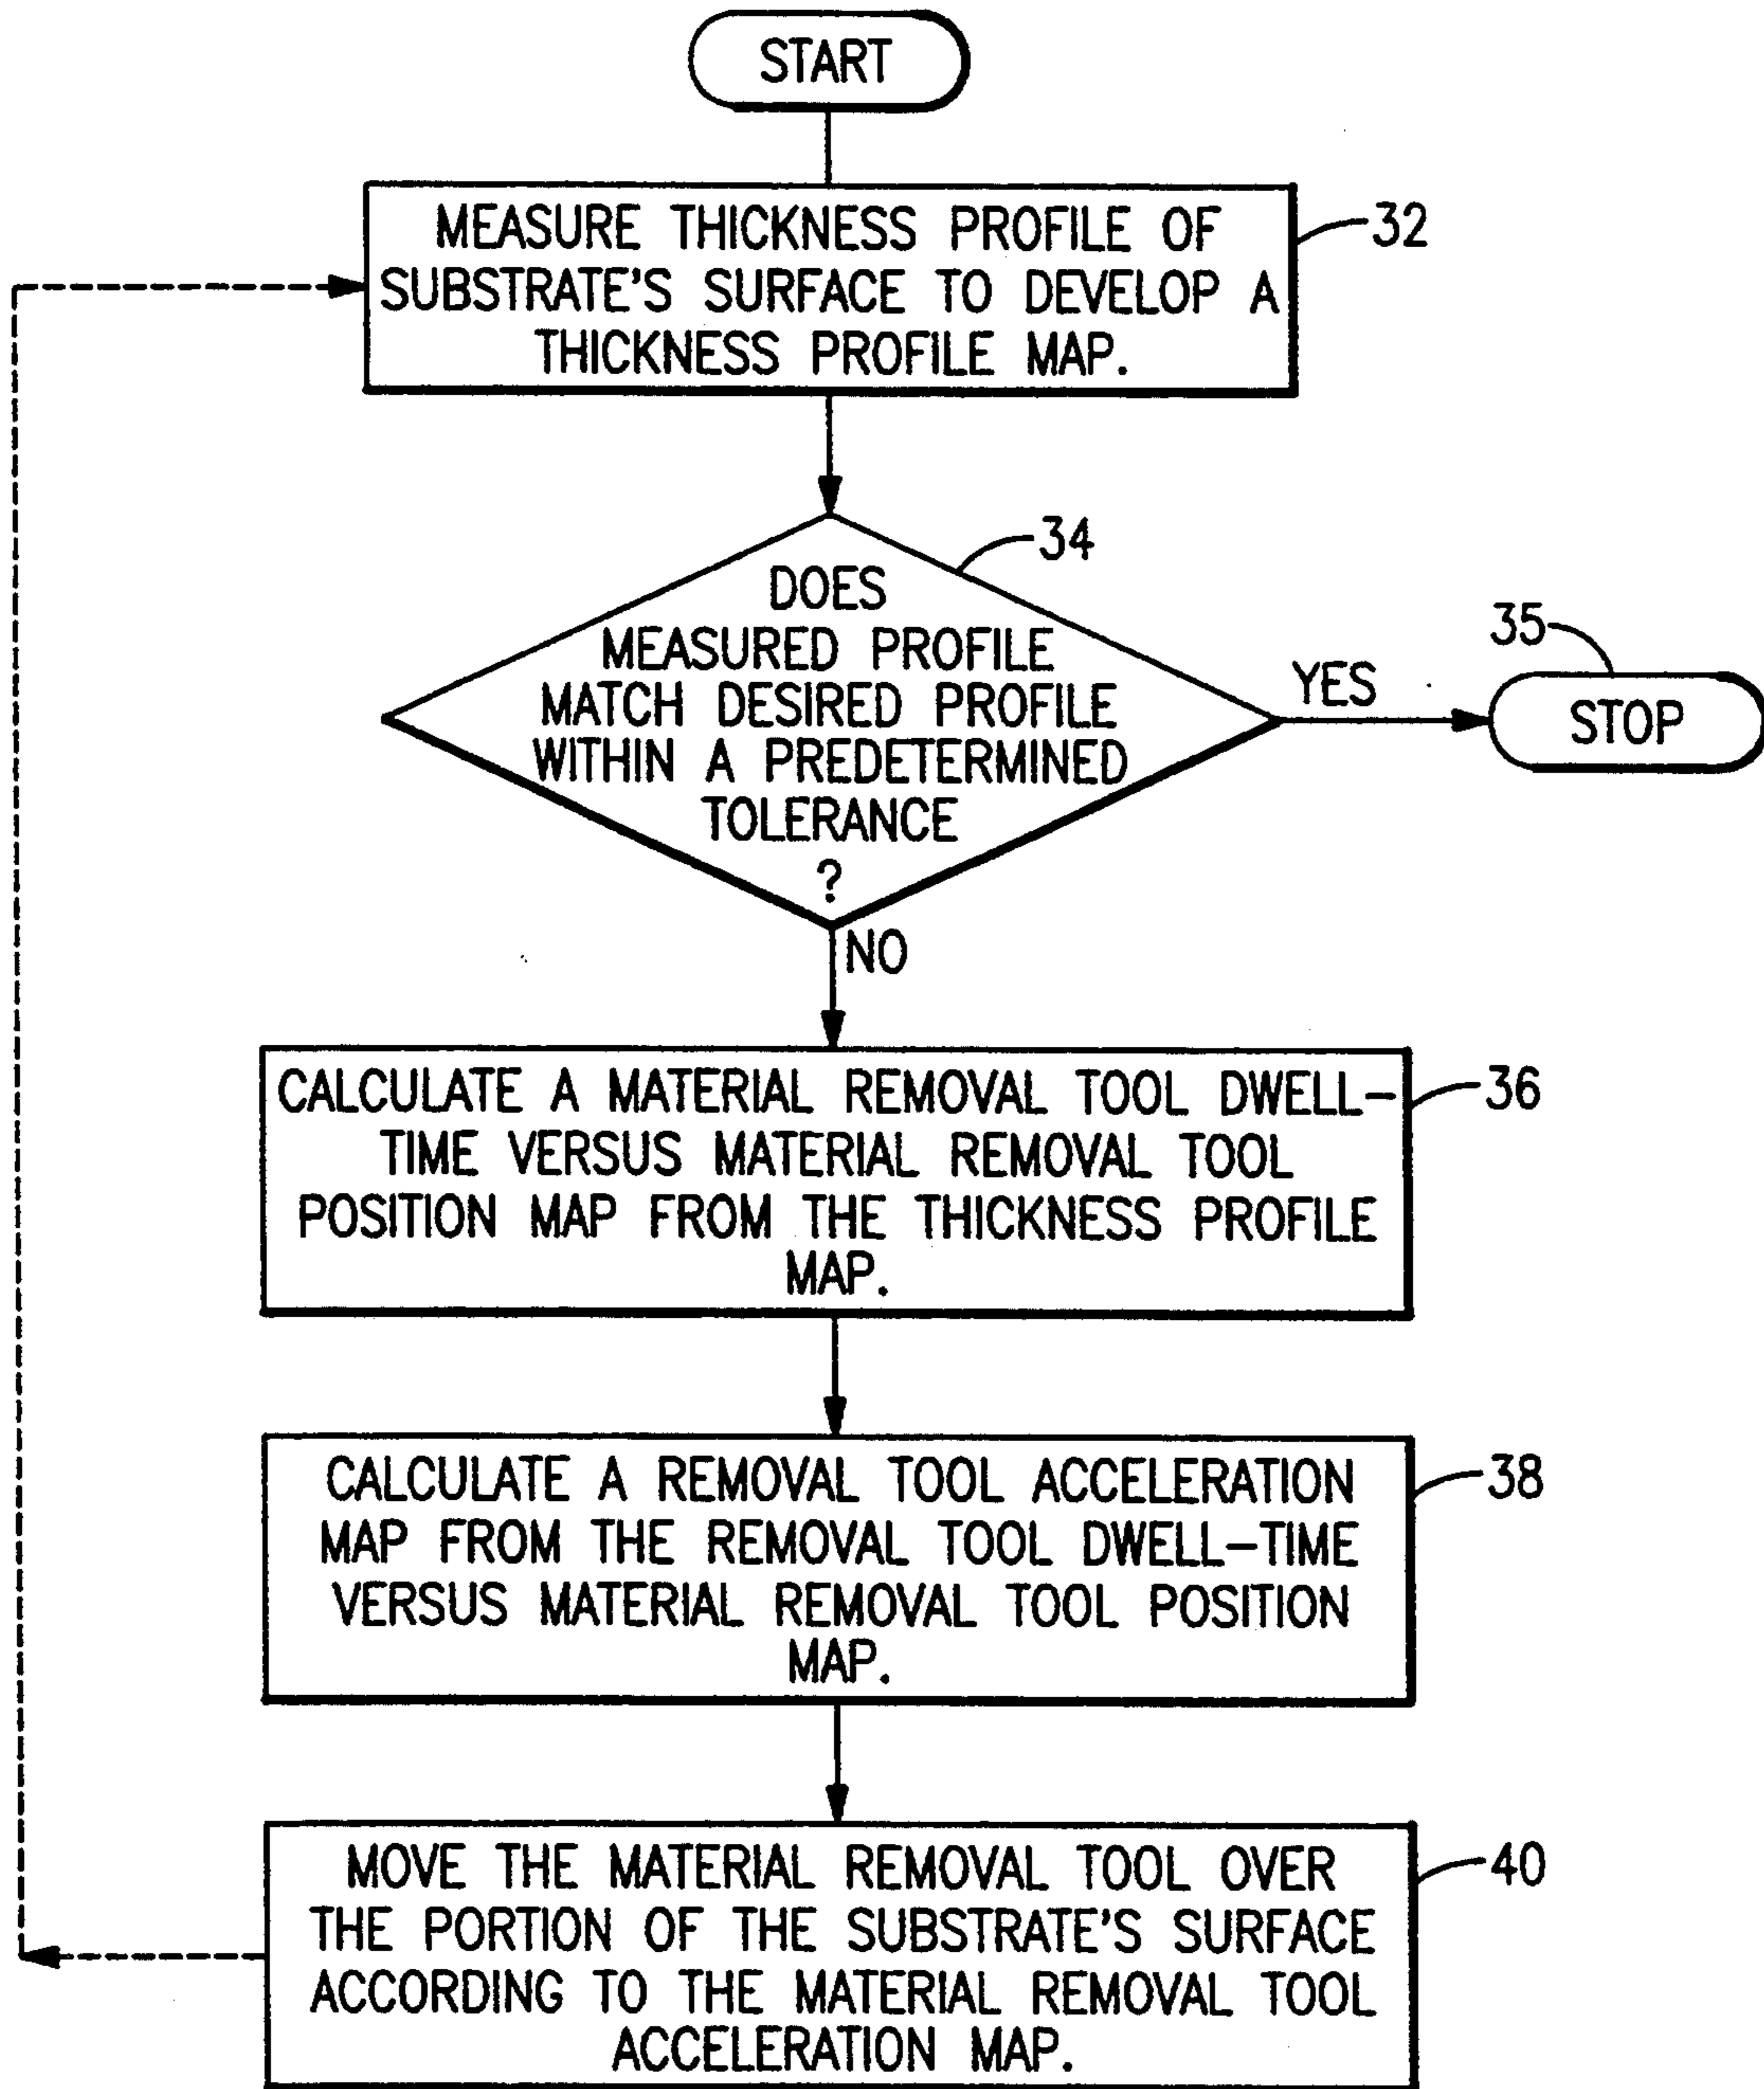 START
MEASURE THICKNESS PROFILE OF
SUBSTRATE'S SURFACE TO DEVELOP A
THICKNESS PROFILE MAP.
32
DOES
MEASURED PROFILE
MATCH DESIRED PROFILE
WITHIN A PREDETERMINED
TOLERANCE
?
34
YES
35
STOP
NO
CALCULATE A MATERIAL REMOVAL TOOL DWELL-
TIME VERSUS MATERIAL REMOVAL TOOL
POSITION MAP FROM THE THICKNESS PROFILE
MAP.
36
CALCULATE A REMOVAL TOOL ACCELERATION
MAP FROM THE REMOVAL TOOL DWELL-TIME
VERSUS MATERIAL REMOVAL TOOL POSITION
MAP.
38
MOVE THE MATERIAL REMOVAL TOOL OVER
THE PORTION OF THE SUBSTRATE'S SURFACE
ACCORDING TO THE MATERIAL REMOVAL TOOL
ACCELERATION MAP.
40